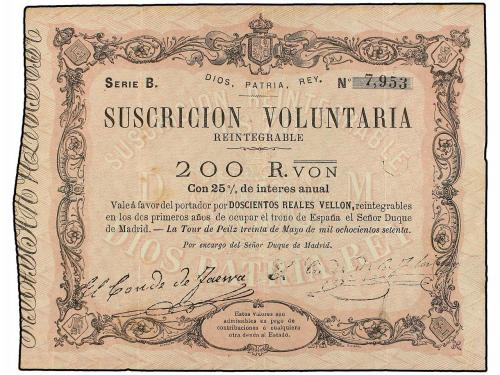 DIOS, PATRIA, REY.
SERIE B. Nº 7,953
SUSCRICION VOLUNTARIA
REINTEGRABLE
200 R. VON
Con 25% de interes anual
Vale á favor del portador por DOSCIENTOS REALES VELLON, reintegrables
en los dos primeros años de ocupar el trono de España el Señor Duque
de Madrid. — La Tour de Peilz treinta de Mayo de mil ochocientos setenta.
Por encargo del Señor Duque de Madrid.
El Conde de
Estos valores son
admisibles en pago de
contribuciones ó cualquiera
otra deuda al Estado.